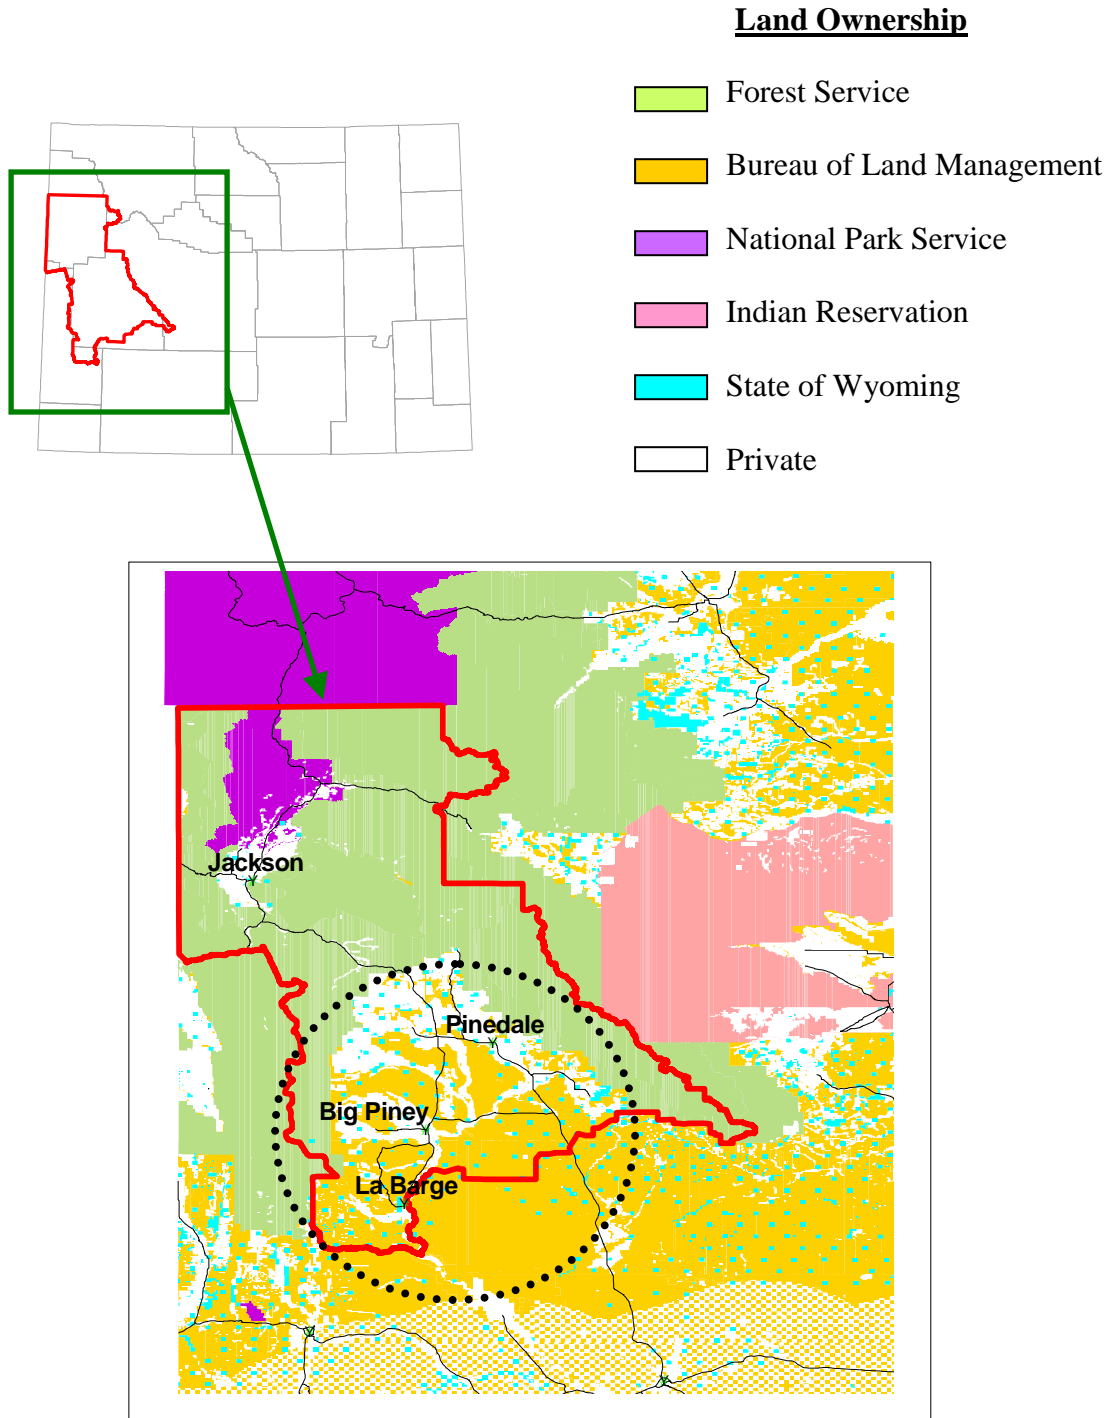 Land Ownership
Forest Service
Bureau of Land Management
National Park Service
Indian Reservation
State of Wyoming
Private
Jackson
Pinedale
Big Piney
La Barge